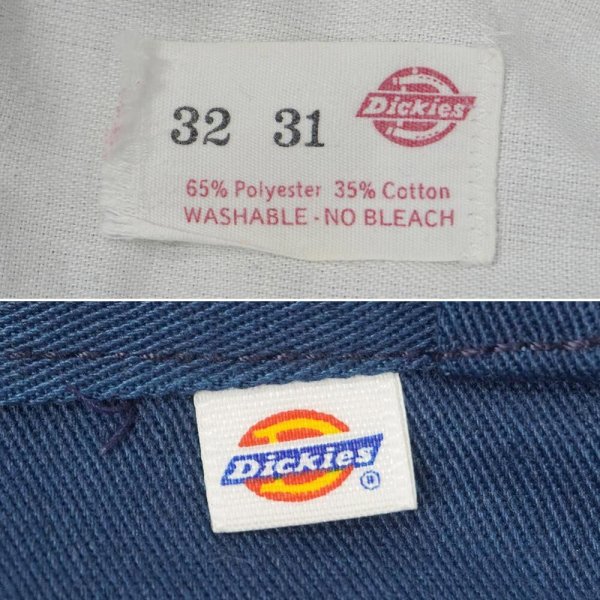 32 31 Dickies
65% Polyester 35% Cotton
WASHABLE - NO BLEACH
Dickies ®